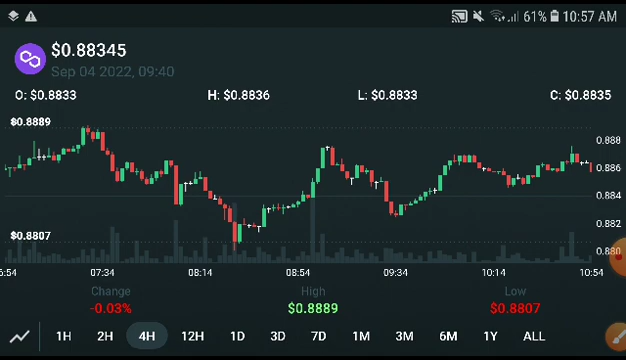 61% 10:57 AM
$0.88345
Sep 04 2022, 09:40
O: $0.8833 H: $0.8836 L: $0.8833 C: $0.8835
$0.8889
0.888
0.886
0.884
0.882
$0.8807
0.880
6:54 07:34 08:14 08:54 09:34 10:14 10:54
Change High Low
-0.03% $0.8889 $0.8807
1H 2H 4H 12H 1D 3D 7D 1M 3M 6M 1Y ALL